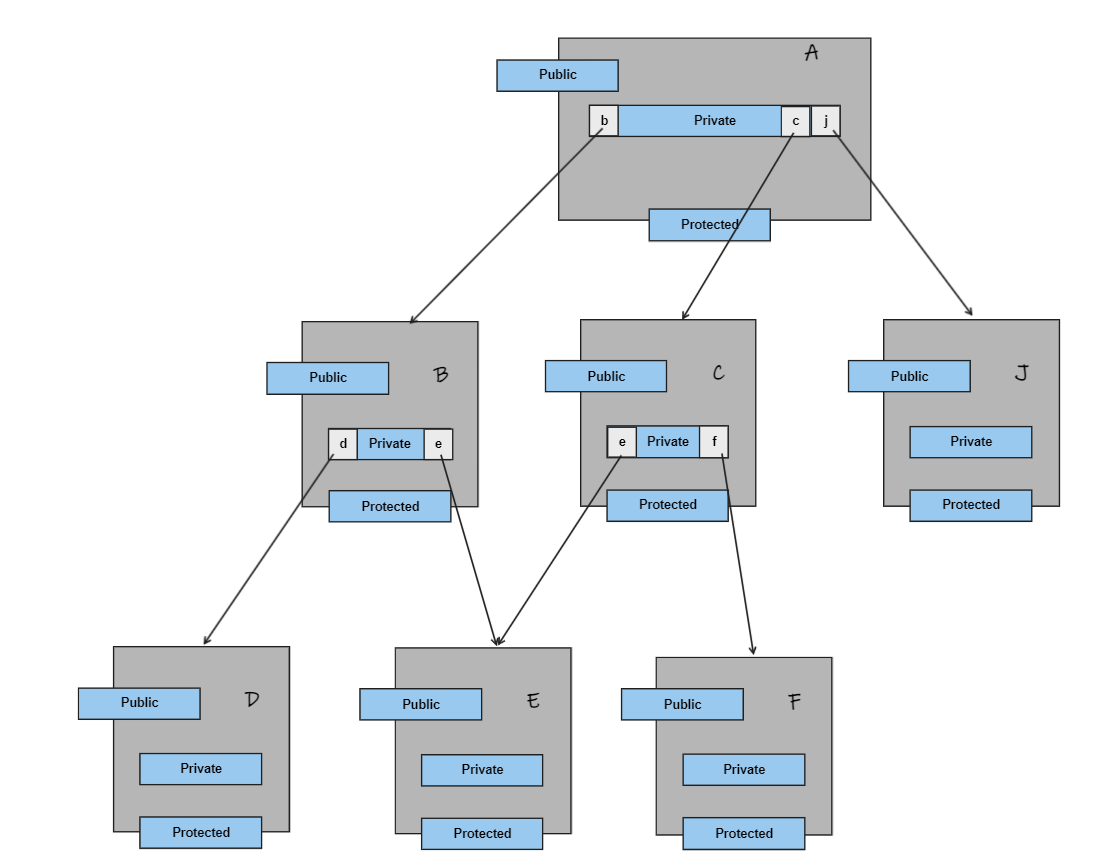 A
Public
b Private c j
Protected
Public B
d Private e
Protected
Public C
e Private f
Protected
Public J
Private
Protected
Public D
Private
Protected
Public E
Private
Protected
Public F
Private
Protected